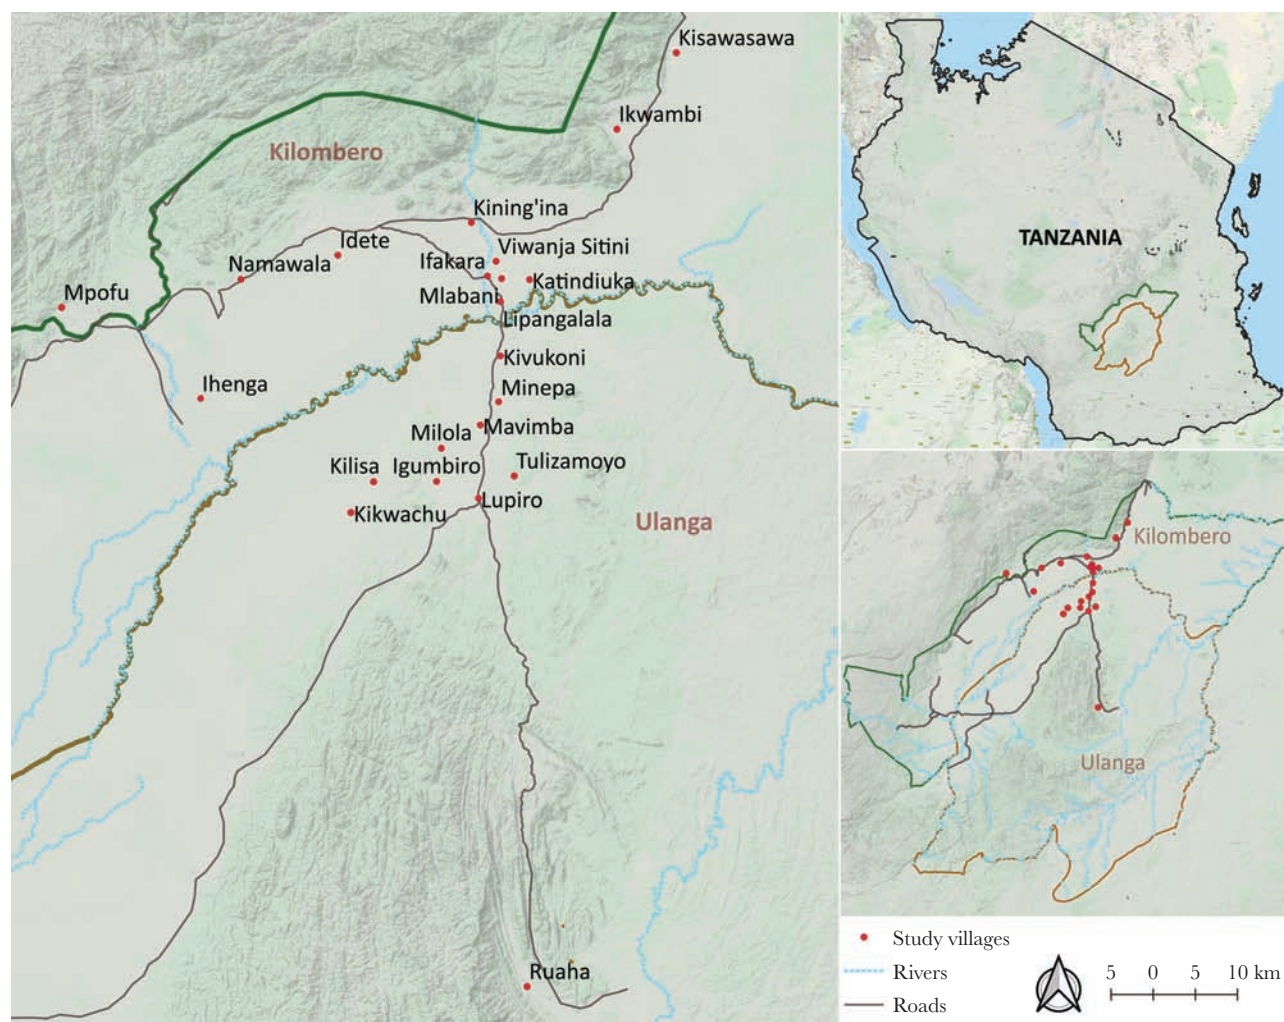 Kisawasawa
Ikwambi
Kilombero
Kining'ina
Idete
Viwanja Sitini
Ifakara
Namawala
Katindiuka
Mpofu
Mlabani
Lipangalala
Kivukoni
Ihenga
Minepa
Mavimba
Milola
Kilisa
Igumbiro
Tulizamoyo
Lupiro
Kikwachu
Ulanga
Ruaha
TANZANIA
Kilombero
Ulanga
Study villages
Rivers
Roads
5 0 5 10 km